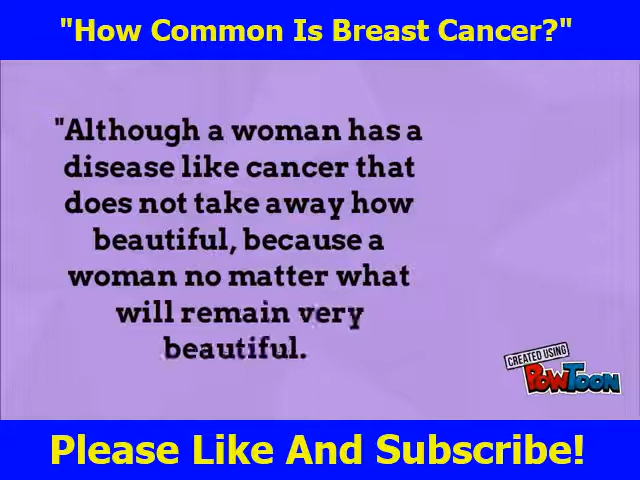 "How Common Is Breast Cancer?"
"Although a woman has a
disease like cancer that
does not take away how
beautiful, because a
woman no matter what
will remain very
beautiful.
CREATED USING
POWTOON
Please Like And Subscribe!